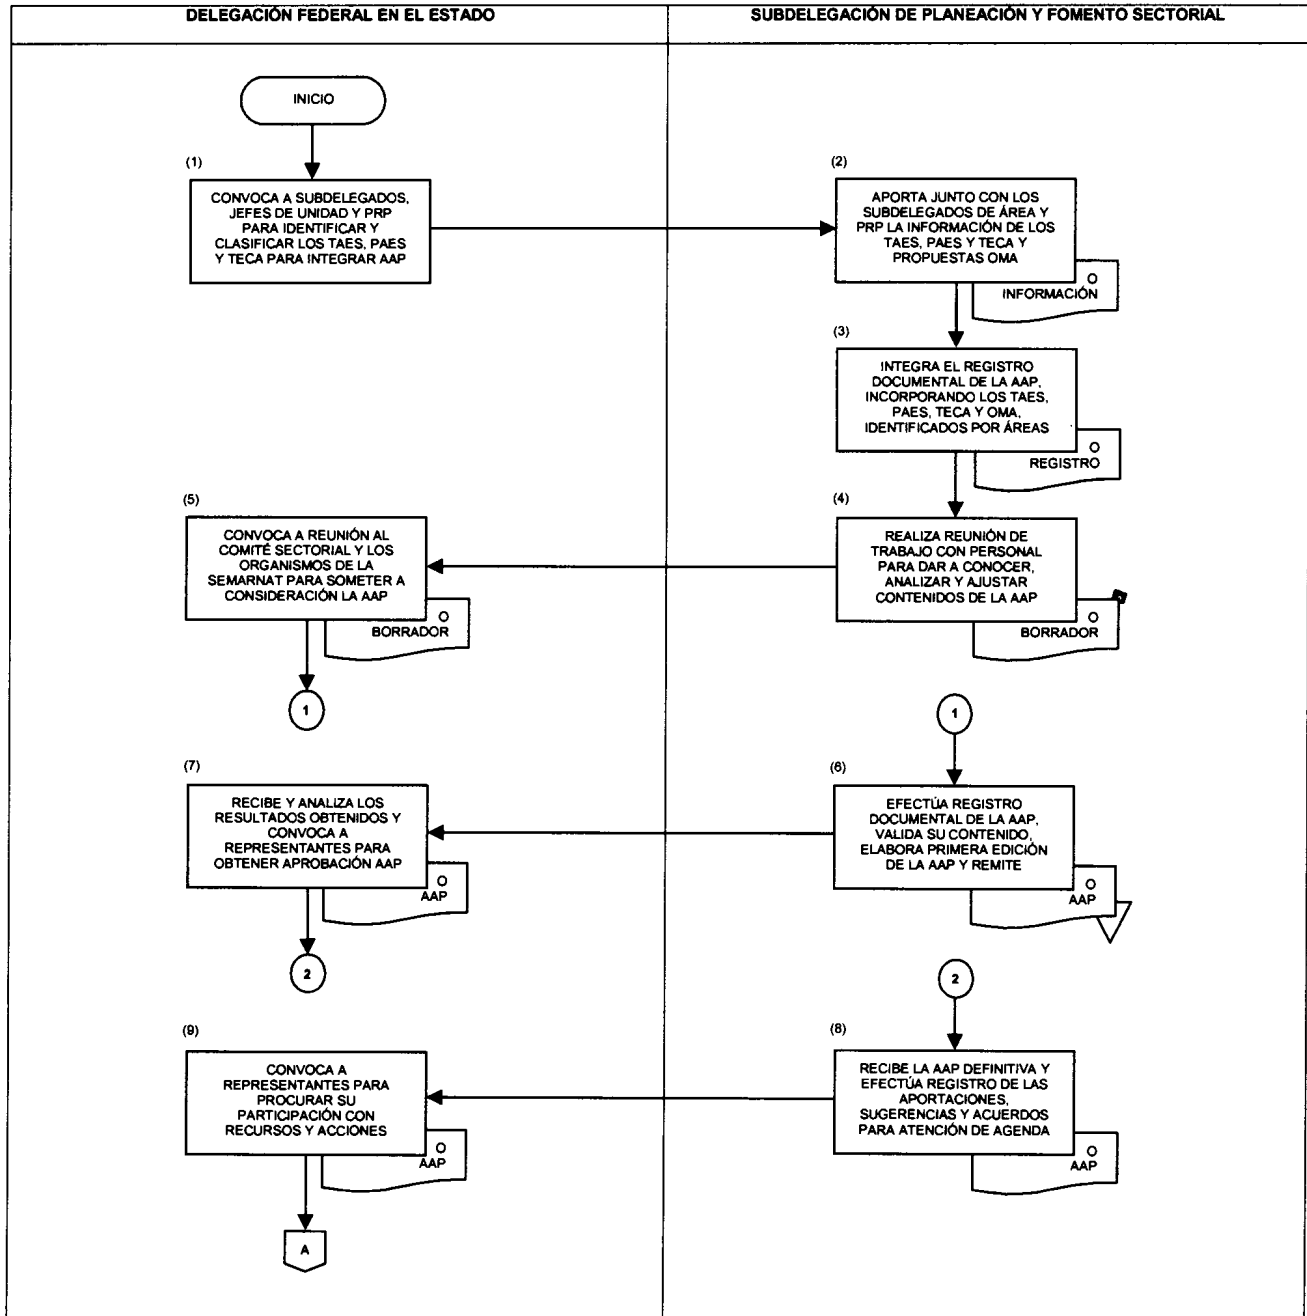 DELEGACIÓN FEDERAL EN EL ESTADO
SUBDELEGACIÓN DE PLANEACIÓN Y FOMENTO SECTORIAL
INICIO
(1)
CONVOCA A SUBDELEGADOS,
JEFES DE UNIDAD Y PRP
PARA IDENTIFICAR Y
CLASIFICAR LOS TAES, PAES
Y TECA PARA INTEGRAR AAP
(2)
APORTA JUNTO CON LOS
SUBDELEGADOS DE ÁREA Y
PRP LA INFORMACIÓN DE LOS
TAES, PAES Y TECA Y
PROPUESTAS OMA
O
INFORMACIÓN
(3)
INTEGRA EL REGISTRO
DOCUMENTAL DE LA AAP,
INCORPORANDO LOS TAES,
PAES, TECA Y OMA,
IDENTIFICADOS POR ÁREAS
O
REGISTRO
(4)
REALIZA REUNIÓN DE
TRABAJO CON PERSONAL
PARA DAR A CONOCER,
ANALIZAR Y AJUSTAR
CONTENIDOS DE LA AAP
O
BORRADOR
(5)
CONVOCA A REUNIÓN AL
COMITÉ SECTORIAL Y LOS
ORGANISMOS DE LA
SEMARNAT PARA SOMETER A
CONSIDERACIÓN LA AAP
O
BORRADOR
1
1
(6)
EFECTÚA REGISTRO
DOCUMENTAL DE LA AAP,
VALIDA SU CONTENIDO,
ELABORA PRIMERA EDICIÓN
DE LA AAP Y REMITE
O
AAP
(7)
RECIBE Y ANALIZA LOS
RESULTADOS OBTENIDOS Y
CONVOCA A
REPRESENTANTES PARA
OBTENER APROBACIÓN AAP
O
AAP
2
2
(8)
RECIBE LA AAP DEFINITIVA Y
EFECTÚA REGISTRO DE LAS
APORTACIONES,
SUGERENCIAS Y ACUERDOS
PARA ATENCIÓN DE AGENDA
O
AAP
(9)
CONVOCA A
REPRESENTANTES PARA
PROCURAR SU
PARTICIPACIÓN CON
RECURSOS Y ACCIONES
O
AAP
A